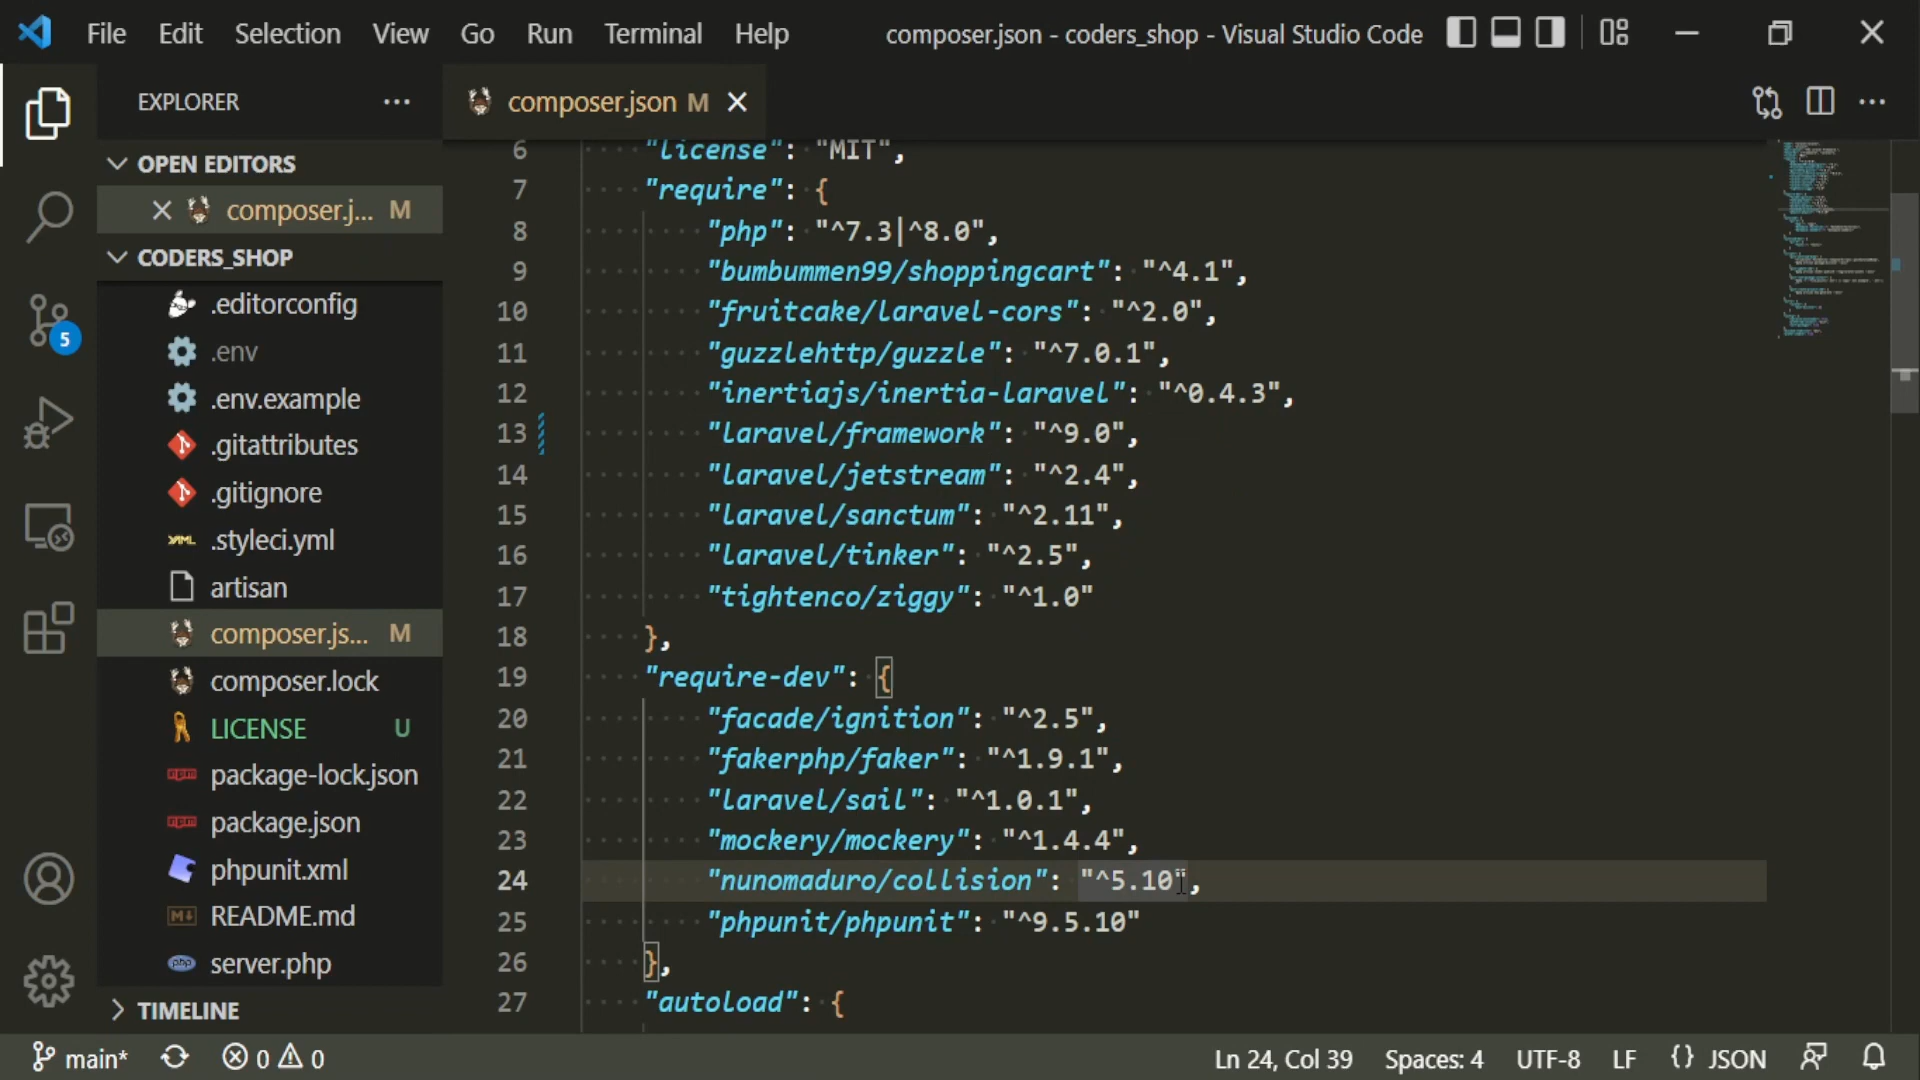 File Edit Selection View Go Run Terminal Help composer.json - coders_shop - Visual Studio Code
EXPLORER
composer.json M
OPEN EDITORS
composer.j... M
CODERS_SHOP
.editorconfig
.env
.env.example
.gitattributes
.gitignore
.styleci.yml
artisan
composer.js... M
composer.lock
LICENSE U
package-lock.json
package.json
phpunit.xml
README.md
server.php
TIMELINE
5
6 "license": "MIT",
7 "require": {
8 "php": "^7.3|^8.0",
9 "bumbummen99/shoppingcart": "^4.1",
10 "fruitcake/laravel-cors": "^2.0",
11 "guzzlehttp/guzzle": "^7.0.1",
12 "inertiajs/inertia-laravel": "^0.4.3",
13 "laravel/framework": "^9.0",
14 "laravel/jetstream": "^2.4",
15 "laravel/sanctum": "^2.11",
16 "laravel/tinker": "^2.5",
17 "tightenco/ziggy": "^1.0"
18 },
19 "require-dev": {
20 "facade/ignition": "^2.5",
21 "fakerphp/faker": "^1.9.1",
22 "laravel/sail": "^1.0.1",
23 "mockery/mockery": "^1.4.4",
24 "nunomaduro/collision": "^5.10",
25 "phpunit/phpunit": "^9.5.10"
26 },
27 "autoload": {
main* 0 0 Ln 24, Col 39 Spaces: 4 UTF-8 LF {} JSON